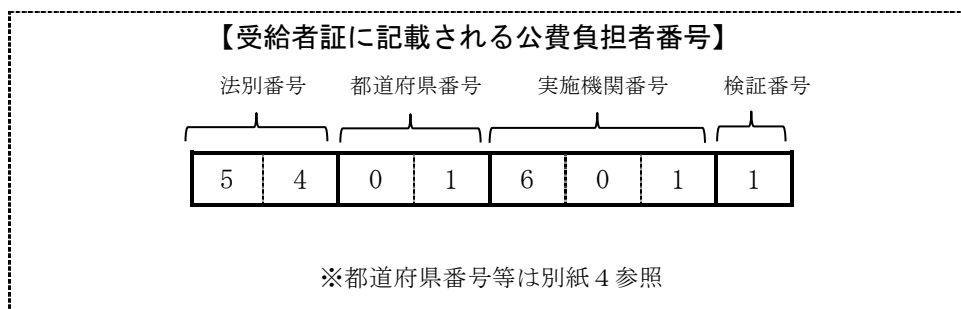 【受給者証に記載される公費負担者番号】
法別番号 都道府県番号 実施機関番号 検証番号
5 4 0 1 6 0 1 1
※都道府県番号等は別紙4参照